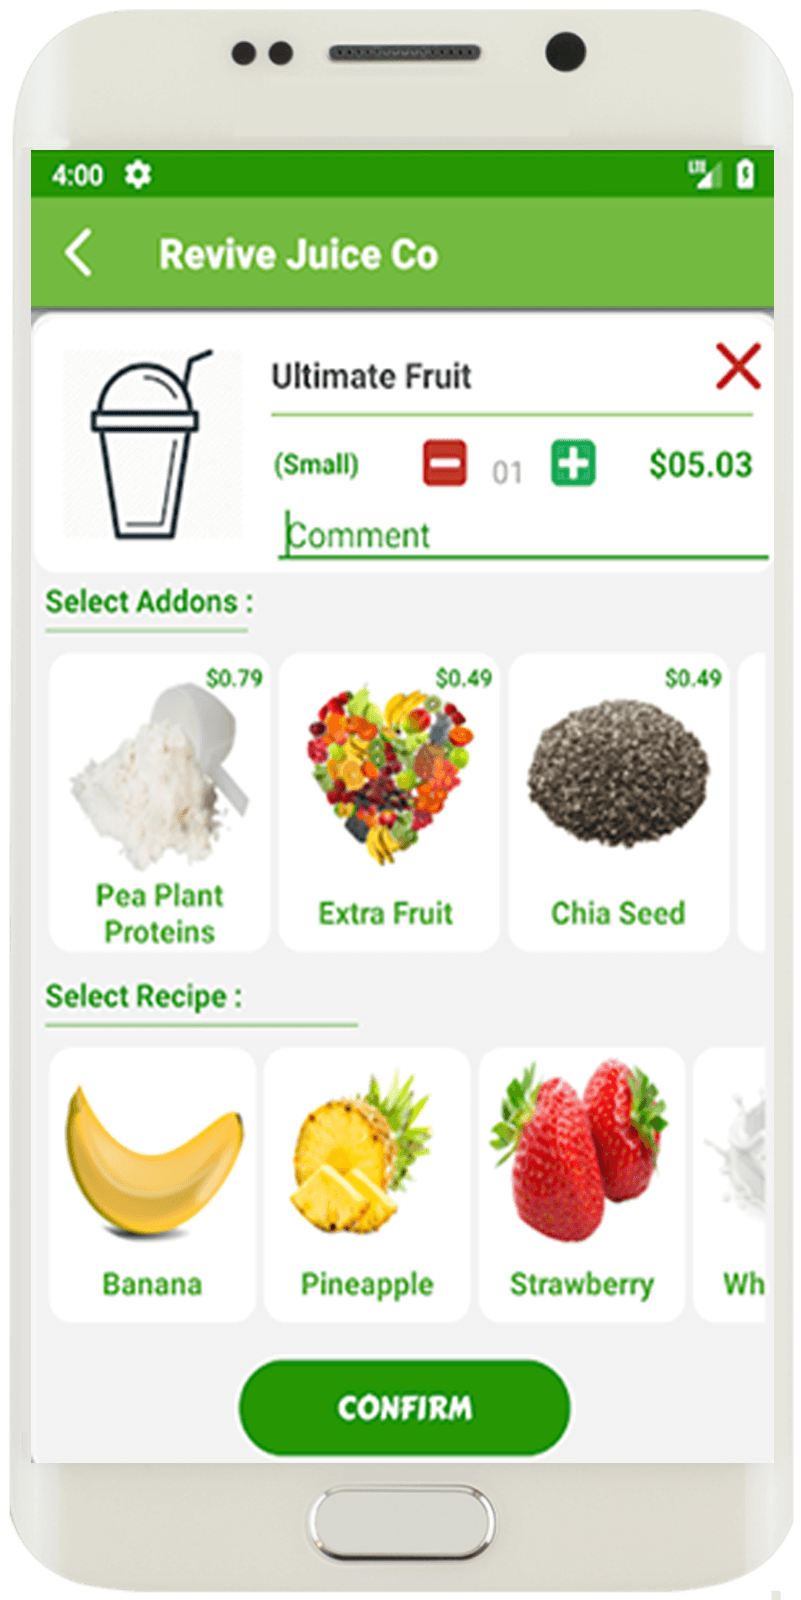 4:00
LTE
Revive Juice Co
Ultimate Fruit
(Small) 01 $05.03
Comment
Select Addons :
$0.79 $0.49 $0.49
Pea Plant
Proteins
Extra Fruit
Chia Seed
Select Recipe :
Banana Pineapple Strawberry Wh
CONFIRM